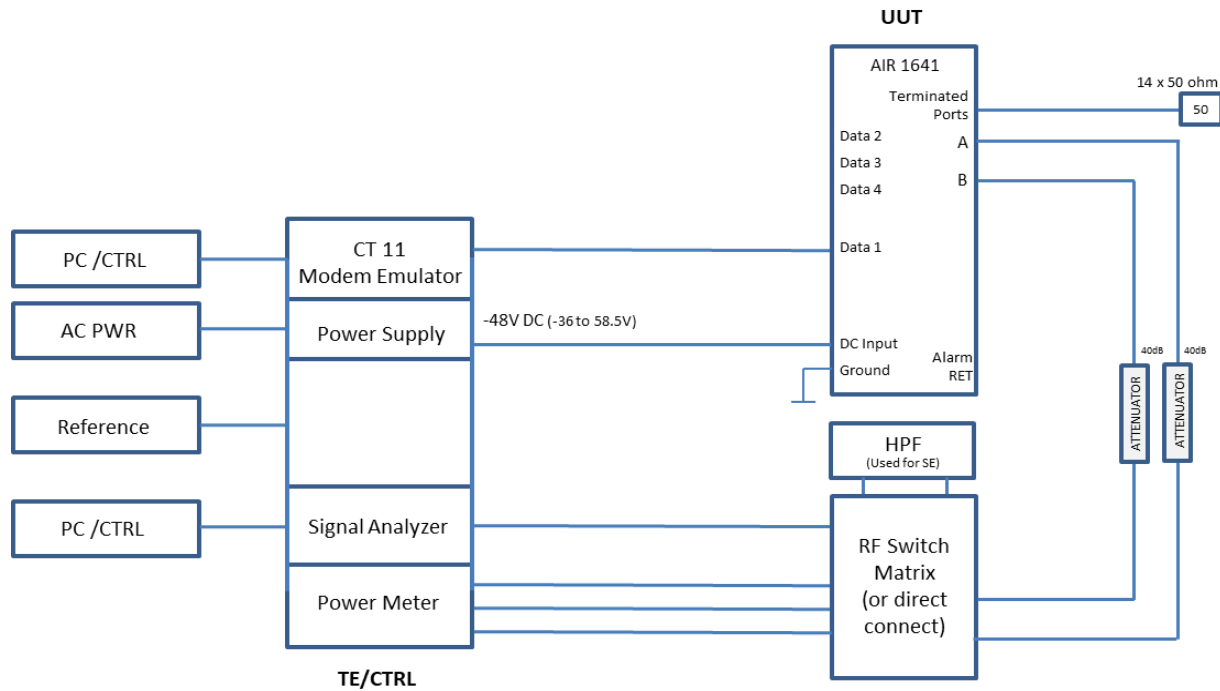 UUT
AIR 1641
Terminated
Ports
14 x 50 ohm
50
Data 2
A
Data 3
B
Data 4
Data 1
PC /CTRL
CT 11
Modem Emulator
AC PWR
Power Supply
-48V DC (-36 to 58.5V)
DC Input
Ground
Alarm
RET
40dB
40dB
ATTENUATOR
ATTENUATOR
Reference
HPF
(Used for SE)
PC /CTRL
Signal Analyzer
Power Meter
RF Switch
Matrix
(or direct
connect)
TE/CTRL